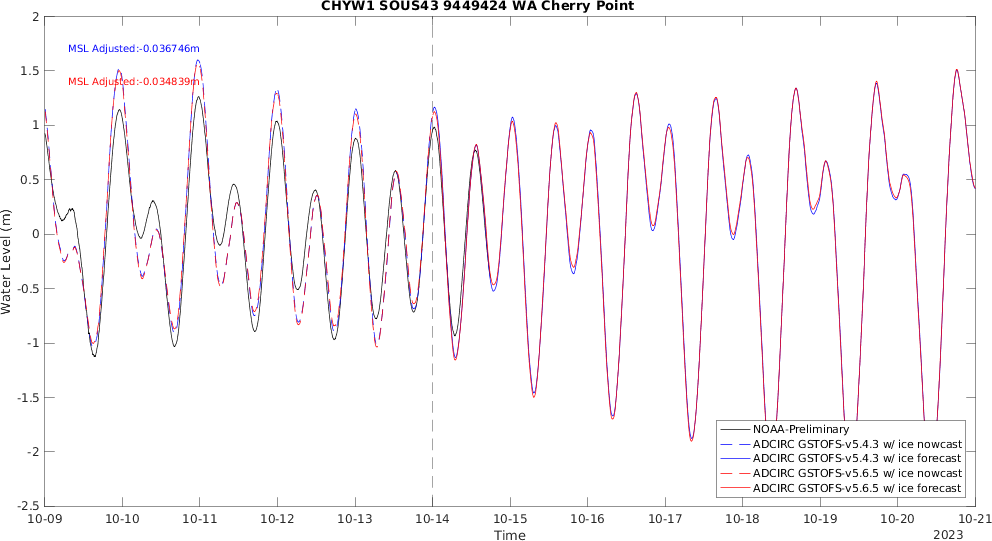 CHYW1 SOUS43 9449424 WA Cherry Point
MSL Adjusted:-0.036746m
MSL Adjusted:-0.034839m
Water Level (m)
2
1.5
1
0.5
0
-0.5
-1
-1.5
-2
-2.5
NOAA-Preliminary
ADCIRC GSTOFS-v5.4.3 w/ ice nowcast
ADCIRC GSTOFS-v5.4.3 w/ ice forecast
ADCIRC GSTOFS-v5.6.5 w/ ice nowcast
ADCIRC GSTOFS-v5.6.5 w/ ice forecast
10-09 10-10 10-11 10-12 10-13 10-14 10-15 10-16 10-17 10-18 10-19 10-20 10-21
Time
2023